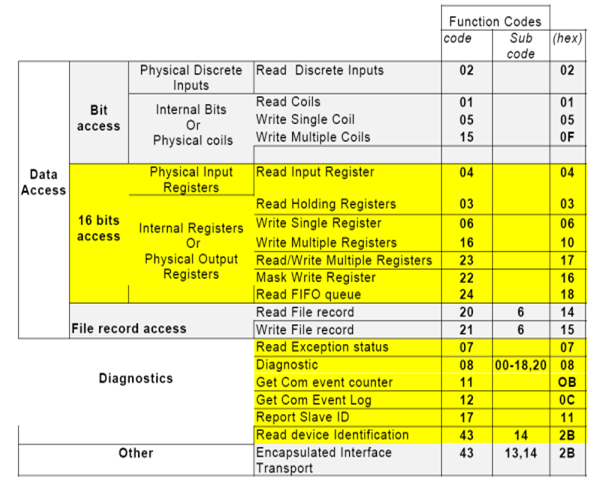 Function Codes
code Sub code (hex)
Data Access
Bit access
Physical Discrete Inputs
Read Discrete Inputs 02 02
Internal Bits Or Physical coils
Read Coils 01 01
Write Single Coil 05 05
Write Multiple Coils 15 0F
16 bits access
Physical Input Registers
Read Input Register 04 04
Internal Registers Or Physical Output Registers
Read Holding Registers 03 03
Write Single Register 06 06
Write Multiple Registers 16 10
Read/Write Multiple Registers 23 17
Mask Write Register 22 16
Read FIFO queue 24 18
File record access
Read File record 20 6 14
Write File record 21 6 15
Diagnostics
Read Exception status 07 07
Diagnostic 08 00-18,20 08
Get Com event counter 11 OB
Get Com Event Log 12 0C
Report Slave ID 17 11
Read device Identification 43 14 2B
Other
Encapsulated Interface Transport 43 13,14 2B